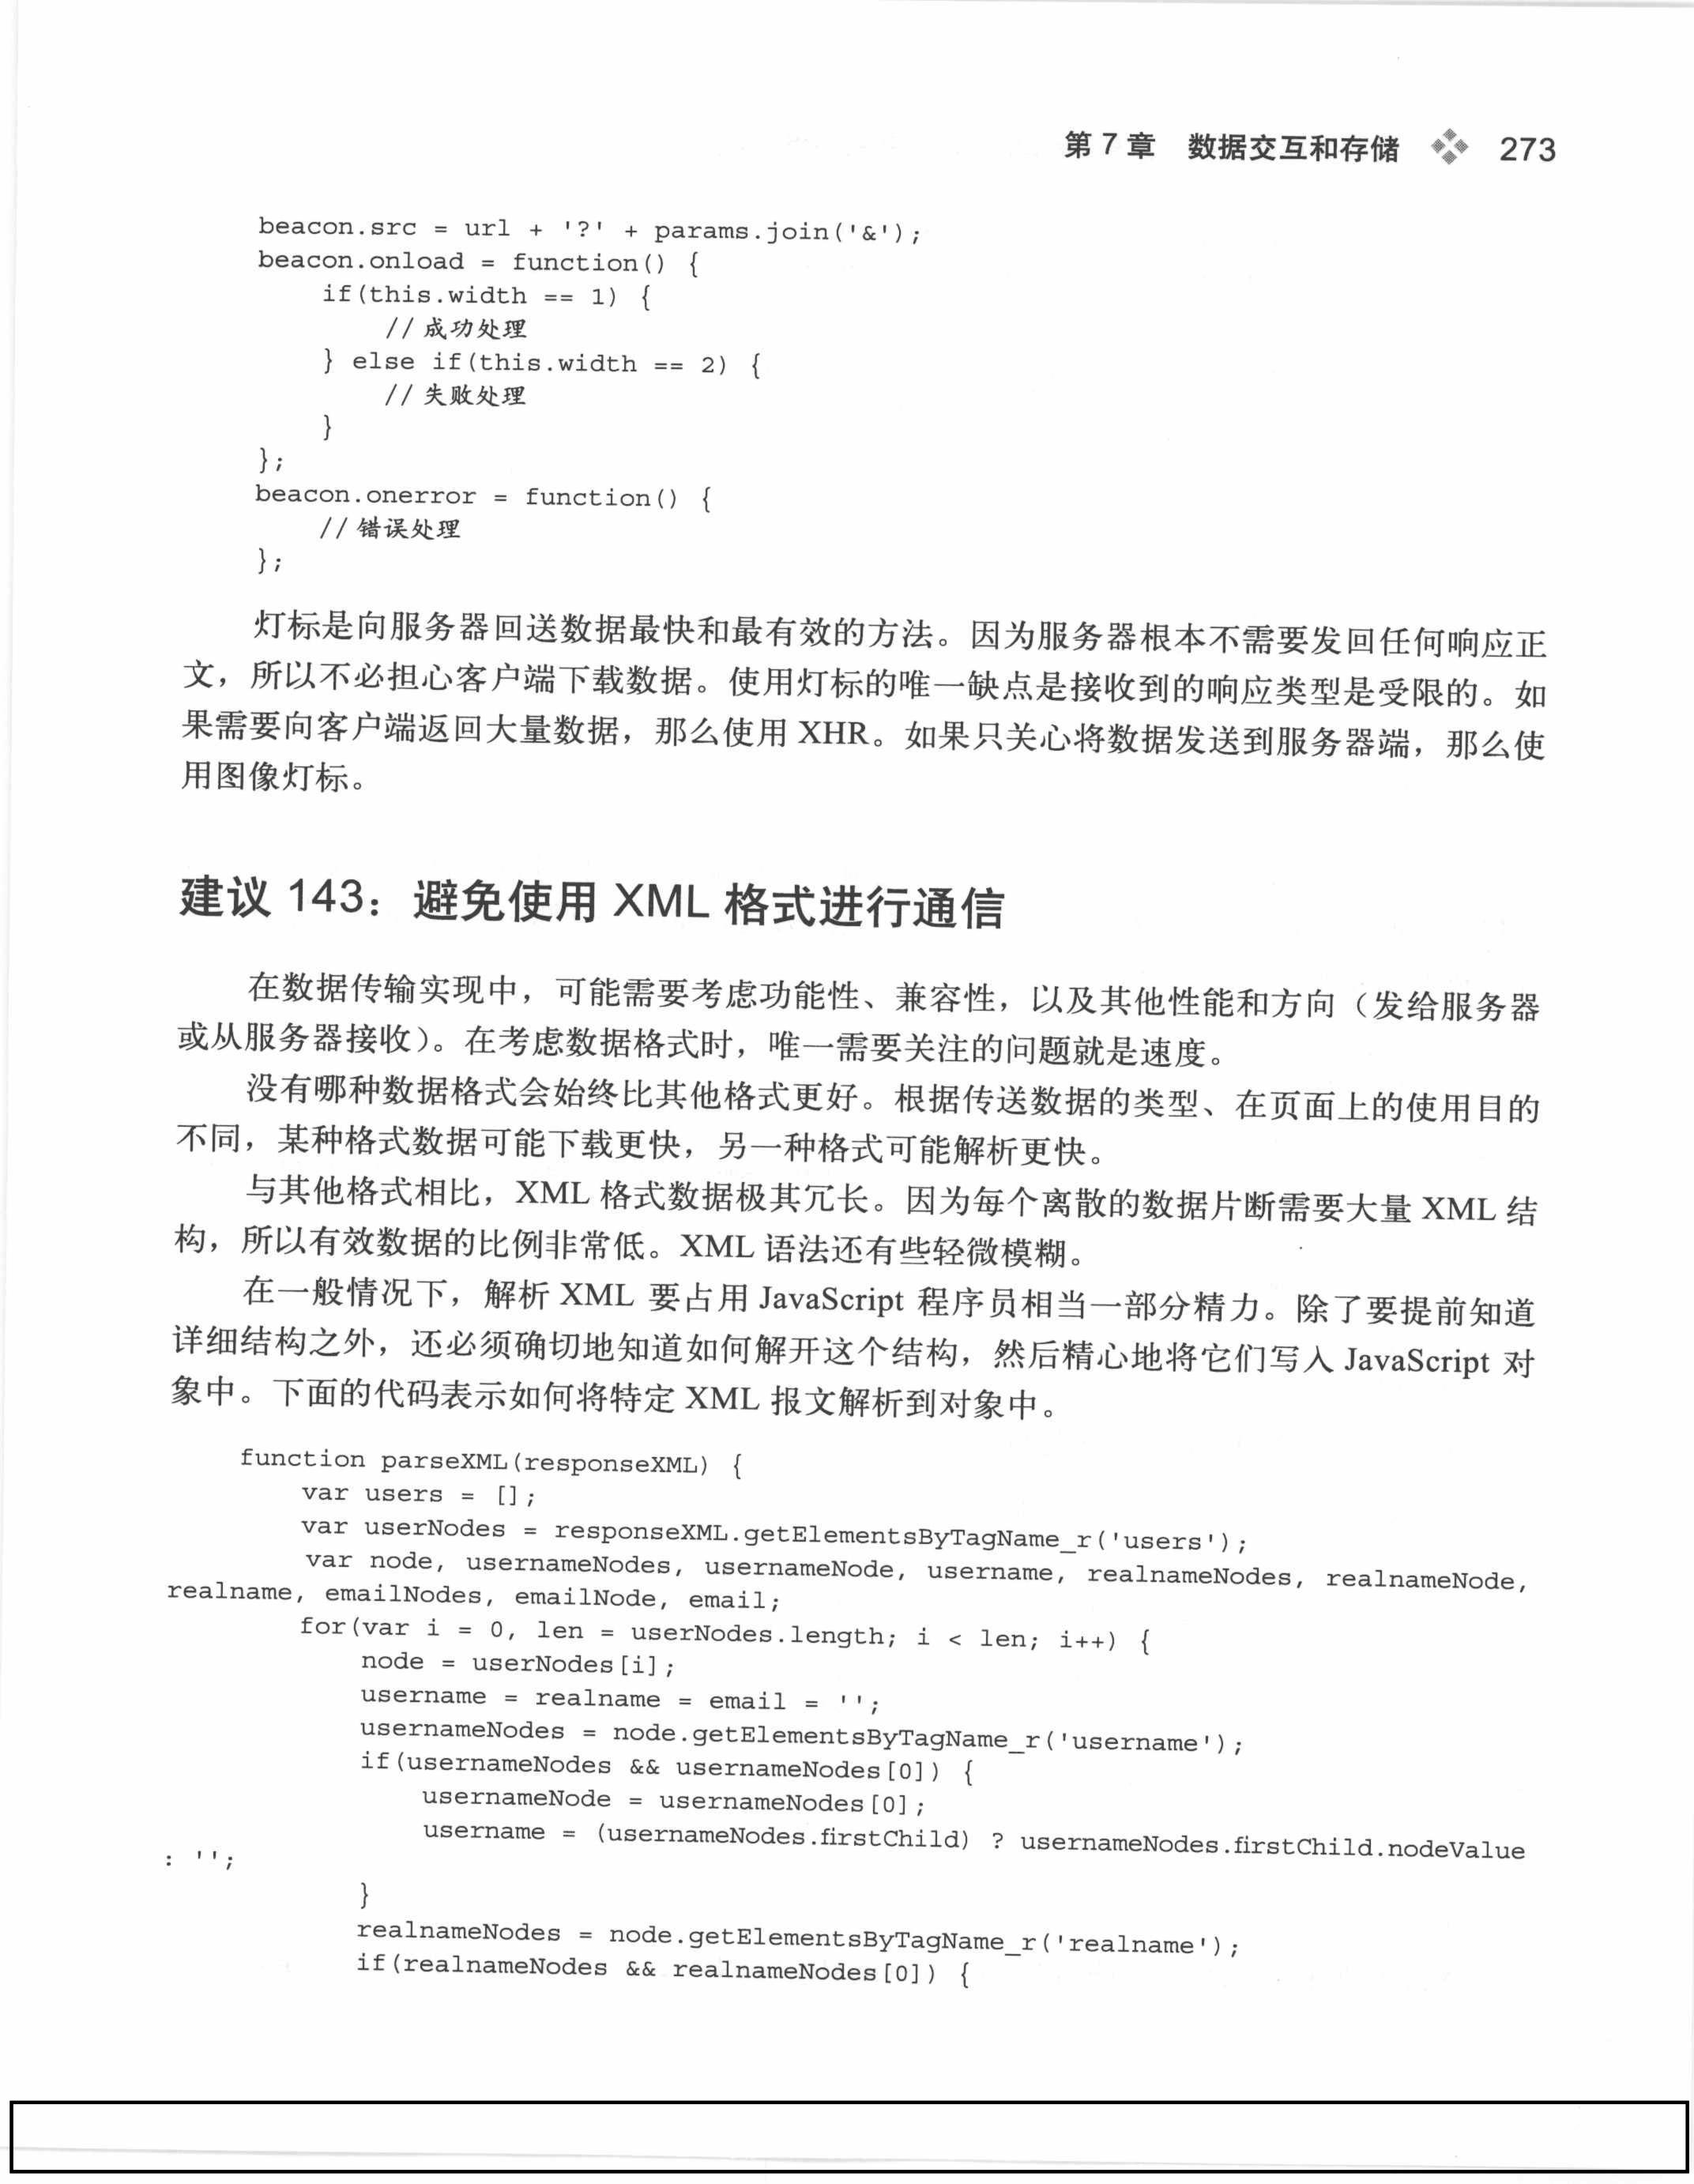 第 7 章 数据交互和存储 273
beacon.src = url + '?' + params.join('&');
beacon.onload = function() {
if(this.width == 1) {
// 成功处理
} else if(this.width == 2) {
// 失败处理
}
};
beacon.onerror = function() {
// 错误处理
};
灯标是向服务器回送数据最快和最有效的方法。因为服务器根本不需要发回任何响应正
文，所以不必担心客户端下载数据。使用灯标的唯一缺点是接收到的响应类型是受限的。如
果需要向客户端返回大量数据，那么使用 XHR。如果只关心将数据发送到服务器端，那么使
用图像灯标。
建议 143：避免使用 XML 格式进行通信
在数据传输实现中，可能需要考虑功能性、兼容性，以及其他性能和方向（发给服务器
或从服务器接收）。在考虑数据格式时，唯一需要关注的问题就是速度。
没有哪种数据格式会始终比其他格式更好。根据传送数据的类型、在页面上的使用目的
不同，某种格式数据可能下载更快，另一种格式可能解析更快。
与其他格式相比，XML 格式数据极其冗长。因为每个离散的数据片断需要大量 XML 结
构，所以有效数据的比例非常低。XML 语法还有些轻微模糊。
在一般情况下，解析 XML 要占用 JavaScript 程序员相当一部分精力。除了要提前知道
详细结构之外，还必须确切地知道如何解开这个结构，然后精心地将它们写入 JavaScript 对
象中。下面的代码表示如何将特定 XML 报文解析到对象中。
function parseXML(responseXML) {
var users = [];
var userNodes = responseXML.getElementsByTagName_r('users');
var node, usernameNodes, usernameNode, username, realnameNodes, realnameNode,
realname, emailNodes, emailNode, email;
for(var i = 0, len = userNodes.length; i < len; i++) {
node = userNodes[i];
username = realname = email = '';
usernameNodes = node.getElementsByTagName_r('username');
if(usernameNodes && usernameNodes[0]) {
usernameNode = usernameNodes[0];
username = (usernameNodes.firstChild) ? usernameNodes.firstChild.nodeValue
: '';
}
realnameNodes = node.getElementsByTagName_r('realname');
if(realnameNodes && realnameNodes[0]) {